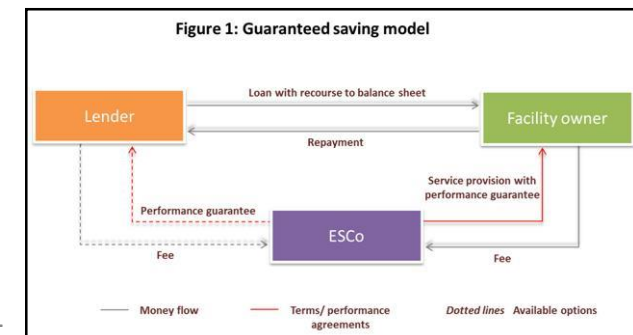 Figure 1: Guaranteed saving model
Loan with recourse to balance sheet
Lender
Facility owner
Repayment
Service provision with
performance guarantee
Performance guarantee
ESCo
Fee
Fee
Money flow
Terms/ performance
agreements
Dotted lines Available options